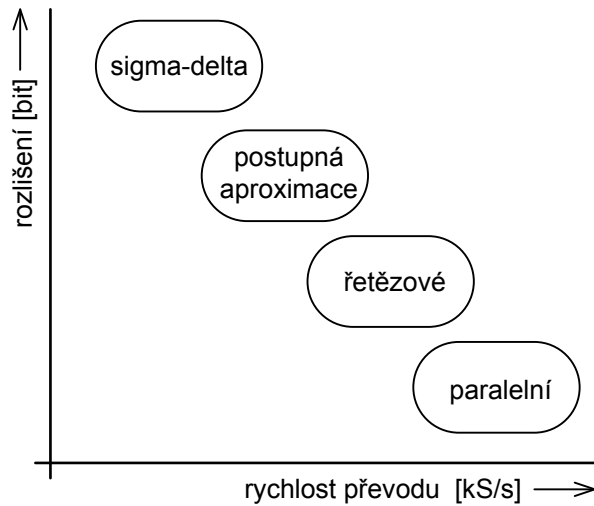 rozlišení [bit]
sigma-delta
postupná
aproximace
řetězové
paralelní
rychlost převodu [kS/s]